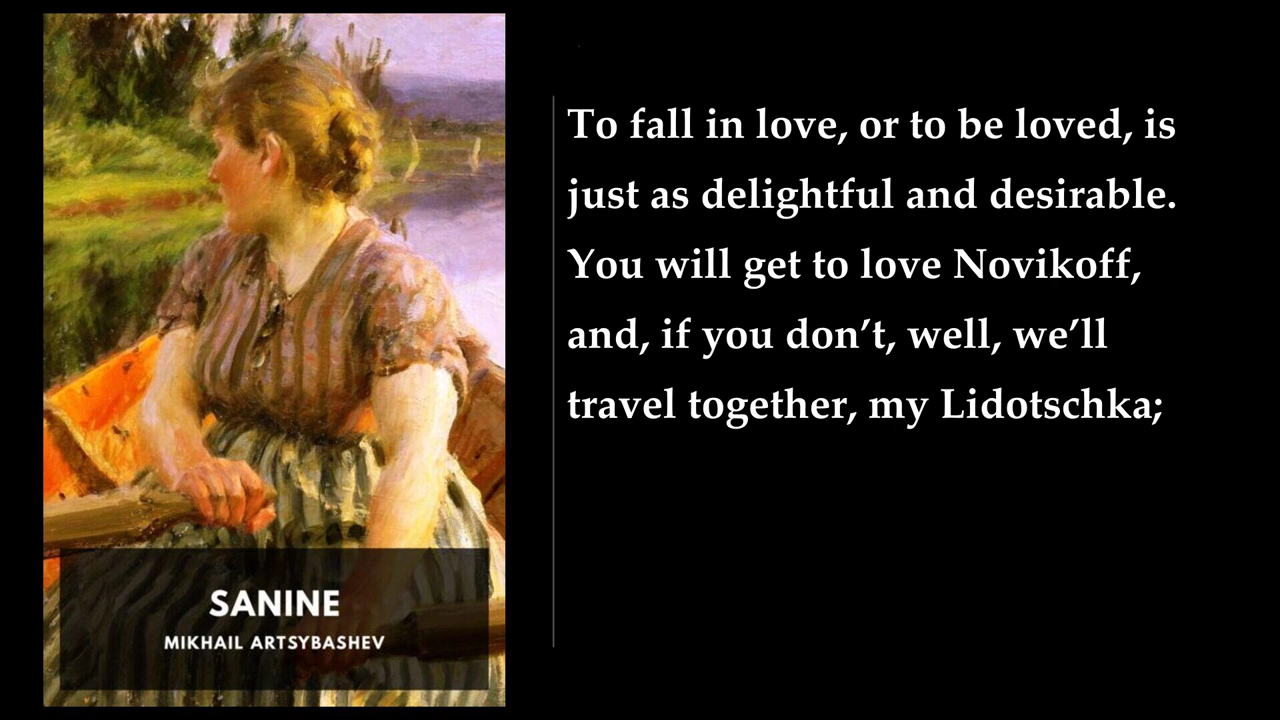 SANINE
MIKHAIL ARTSYBASHEV
To fall in love, or to be loved, is
just as delightful and desirable.
You will get to love Novikoff,
and, if you don’t, well, we’ll
travel together, my Lidotschka;